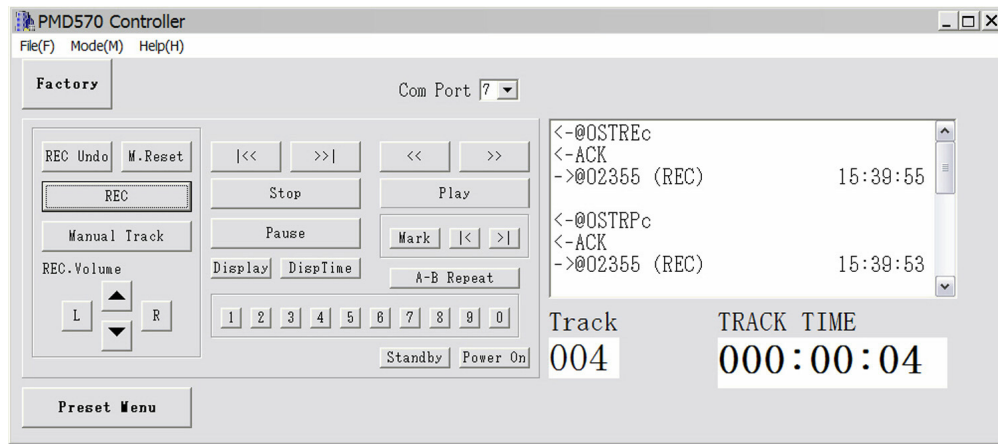 PMD570 Controller
File(F) Mode(M) Help(H)
Factory
Com Port 7
REC Undo M.Reset |<< >>| << >>
REC Stop Play
Manual Track Pause Mark |< >|
REC.Volume Display DispTime A-B Repeat
L R 1 2 3 4 5 6 7 8 9 0
Standby Power On
Preset Menu
<-@0STREc
<-ACK
->@02355 (REC) 15:39:55
<-@0STRPc
<-ACK
->@02355 (REC) 15:39:53
Track TRACK TIME
004 000:00:04